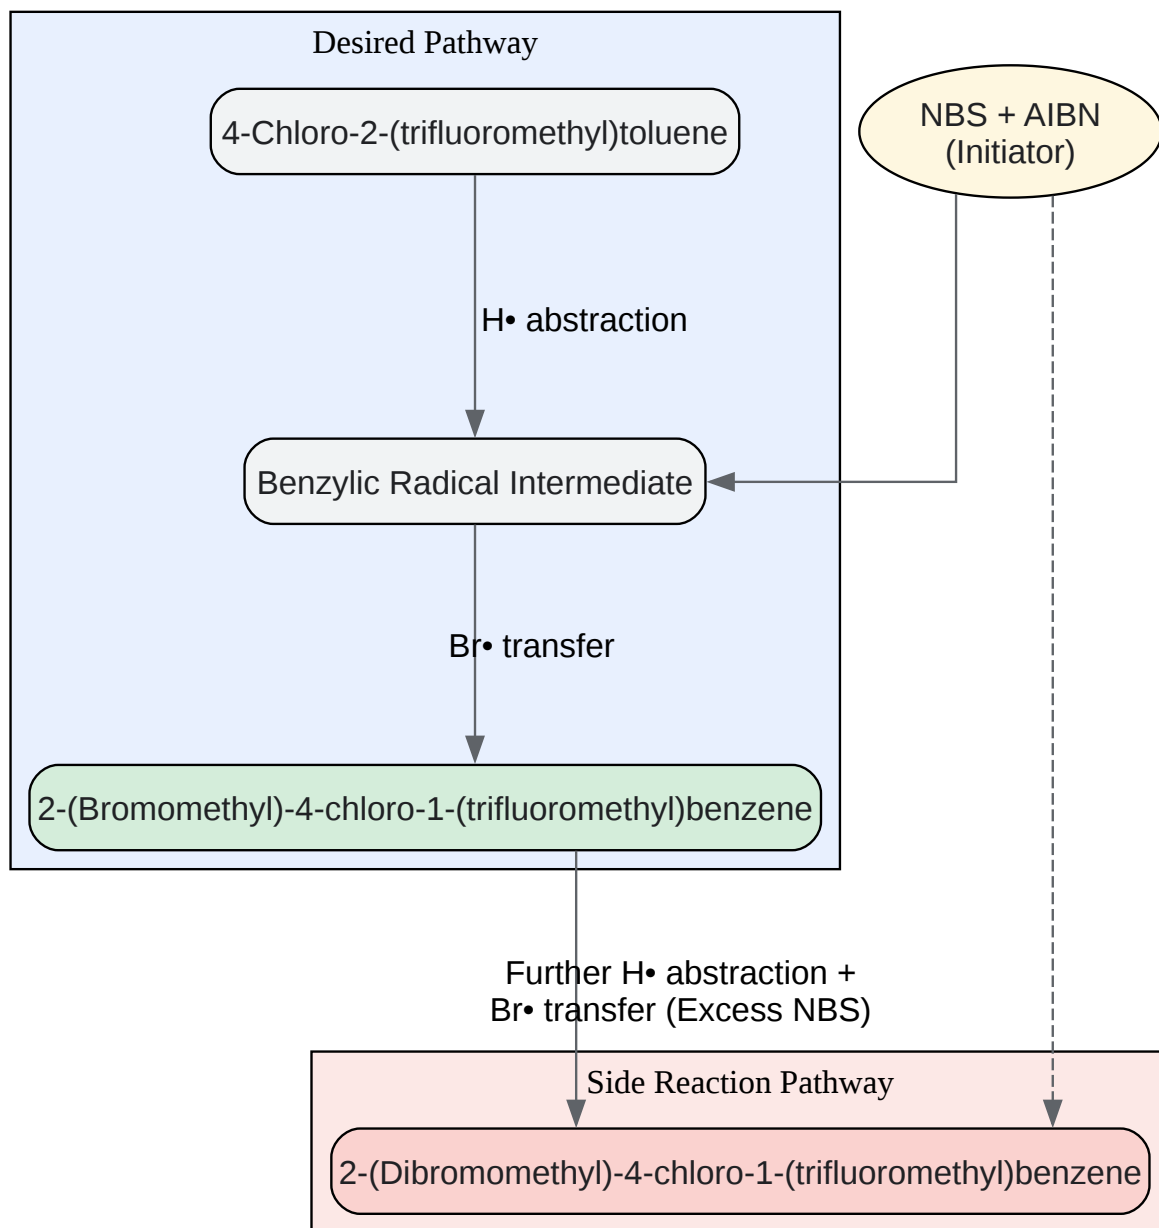 Desired Pathway
4-Chloro-2-(trifluoromethyl)toluene
NBS + AIBN
(Initiator)
H• abstraction
Benzylic Radical Intermediate
Br• transfer
2-(Bromomethyl)-4-chloro-1-(trifluoromethyl)benzene
Further H• abstraction +
Br• transfer (Excess NBS)
Side Reaction Pathway
2-(Dibromomethyl)-4-chloro-1-(trifluoromethyl)benzene